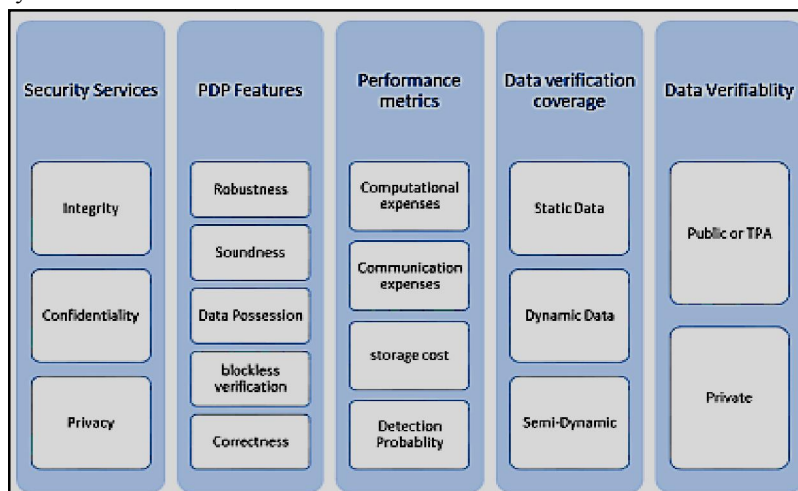 Security Services
Integrity
Confidentiality
Privacy
PDP Features
Robustness
Soundness
Data Possession
blockless
verification
Correctness
Performance
metrics
Computational
expenses
Communication
expenses
storage cost
Detection
Probablity
Data verification
coverage
Static Data
Dynamic Data
Semi-Dynamic
Data Verifiablity
Public or TPA
Private